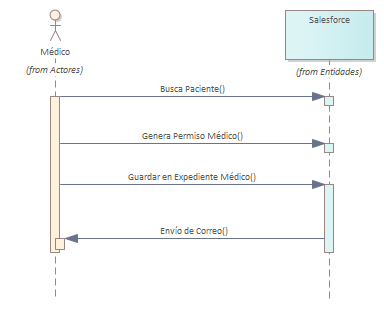 Salesforce
Médico
(from Actores)
(from Entidades)
Busca Paciente()
Genera Permiso Médico()
Guardar en Expediente Médico()
Envío de Correo()